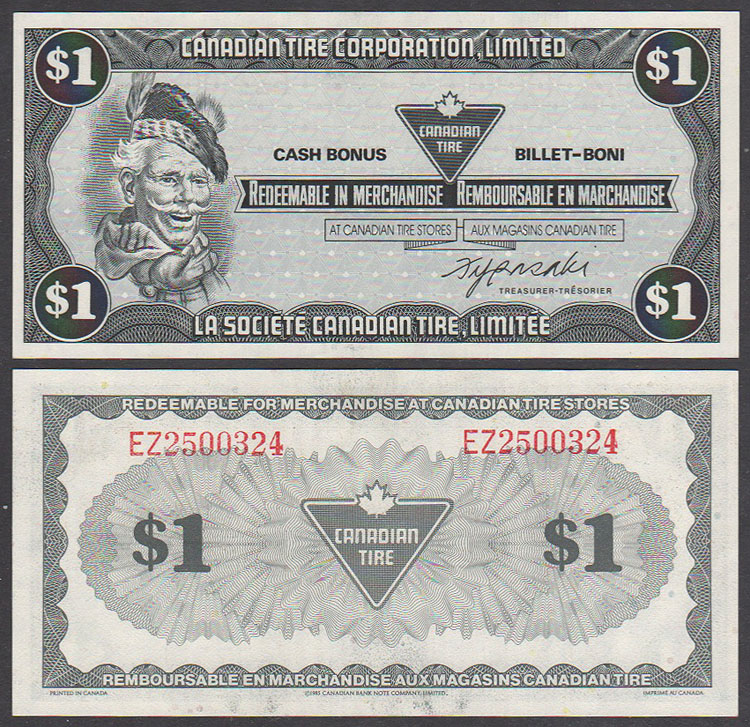 $1 CANADIAN TIRE CORPORATION, LIMITED $1
CANADIAN
TIRE
CASH BONUS BILLET-BONI
REDEEMABLE IN MERCHANDISE REMBOURSABLE EN MARCHANDISE
AT CANADIAN TIRE STORES AUX MAGASINS CANADIAN TIRE
TREASURER-TRÉSORIER
$1 LA SOCIÉTÉ CANADIAN TIRE, LIMITÉE $1
REDEEMABLE FOR MERCHANDISE AT CANADIAN TIRE STORES
EZ2500324 EZ2500324
$1 CANADIAN $1
TIRE
REMBOURSABLE EN MARCHANDISE AUX MAGASINS CANADIAN TIRE
PRINTED IN CANADA ©1985 CANADIAN BANK NOTE COMPANY, LIMITED. IMPRIMÉ AU CANADA